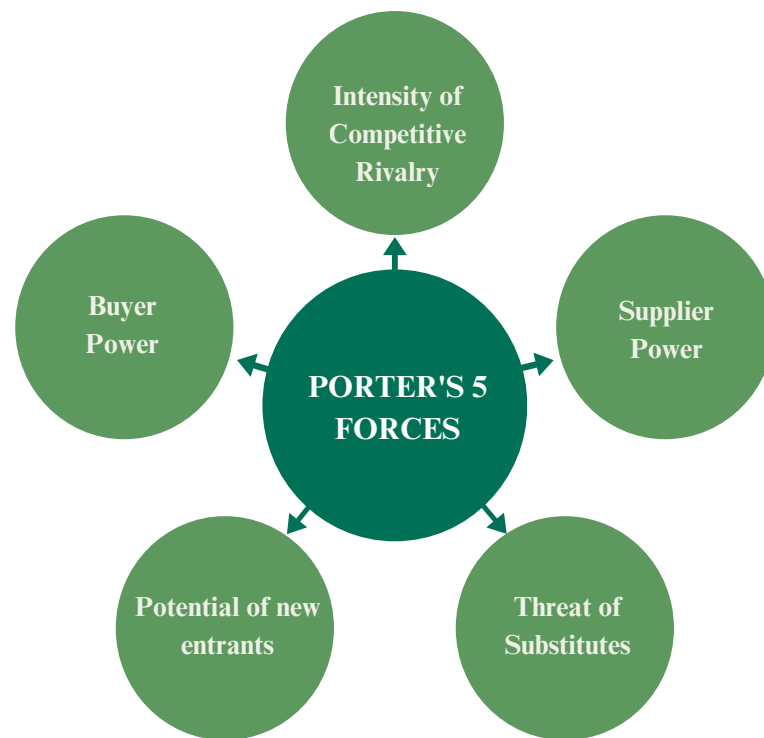 Intensity of
Competitive
Rivalry
Buyer
Power
Supplier
Power
PORTER'S 5
FORCES
Potential of new
entrants
Threat of
Substitutes